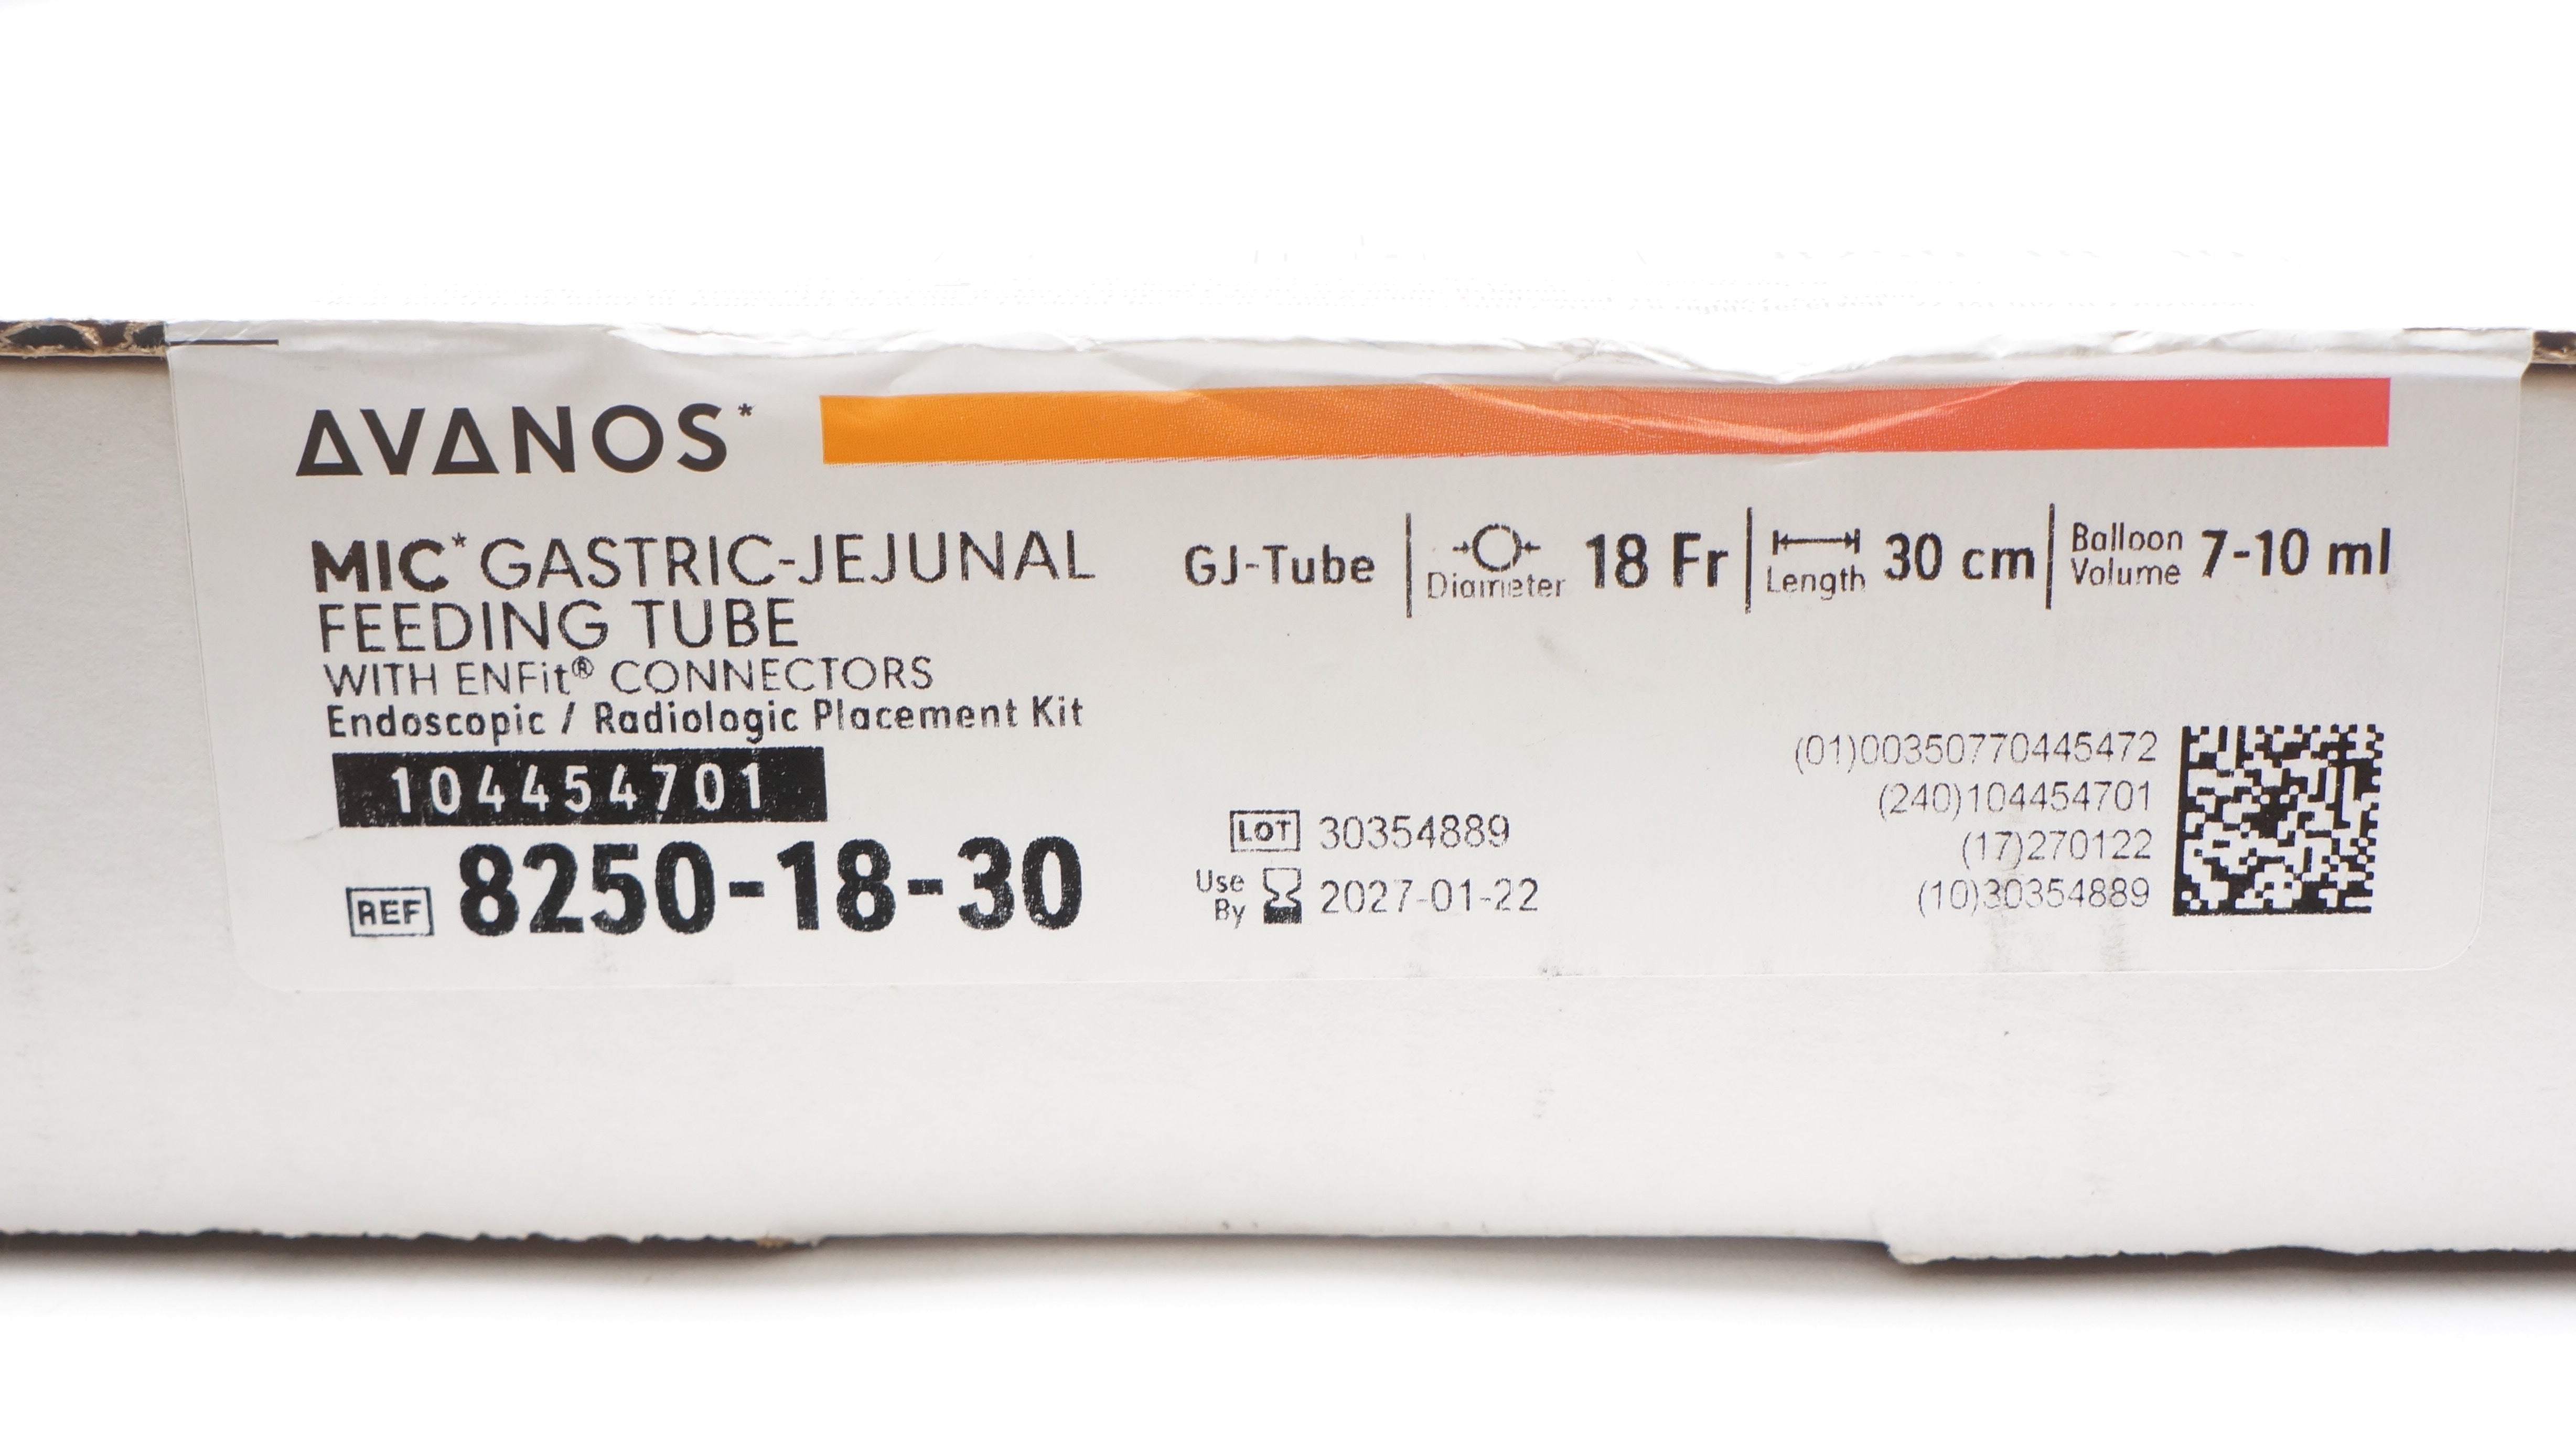 AVANOS*
MIC* GASTRIC-JEJUNAL
FEEDING TUBE
WITH ENFit® CONNECTORS
Endoscopic / Radiologic Placement Kit
104454701
REF 8250-18-30
GJ-Tube
Diameter 18 Fr
Length 30 cm
Balloon Volume 7-10 ml
LOT 30354889
Use By 2027-01-22
(01)00350770445472
(240)104454701
(17)270122
(10)30354889